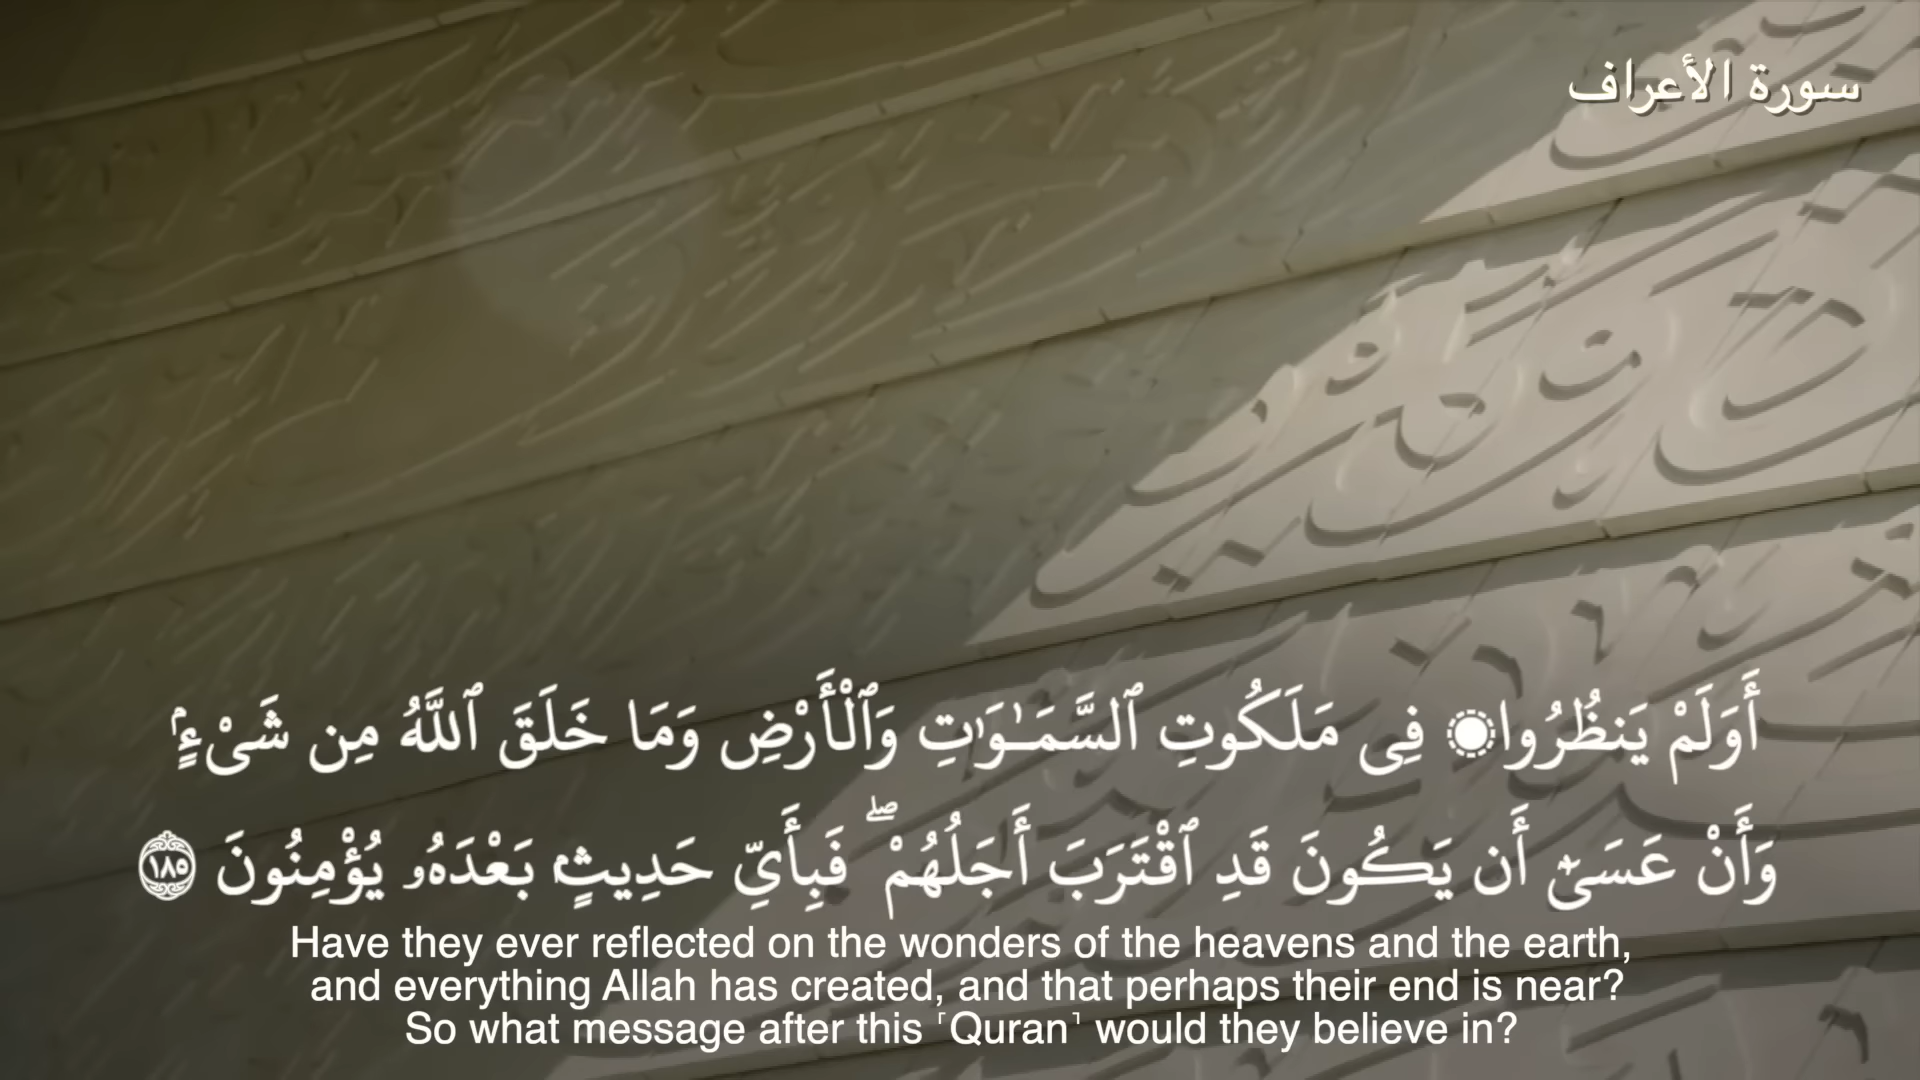 سورة الأعراف
أَوَلَمْ يَنظُرُوا۟ فِى مَلَكُوتِ ٱلسَّمَـٰوَٰتِ وَٱلْأَرْضِ وَمَا خَلَقَ ٱللَّهُ مِن شَىْءٍۢ
وَأَنْ عَسَىٰٓ أَن يَكُونَ قَدِ ٱقْتَرَبَ أَجَلُهُمْ ۖ فَبِأَىِّ حَدِيثٍۭ بَعْدَهُۥ يُؤْمِنُونَ ١٨٥
Have they ever reflected on the wonders of the heavens and the earth,
and everything Allah has created, and that perhaps their end is near?
So what message after this ˹Quran˺ would they believe in?